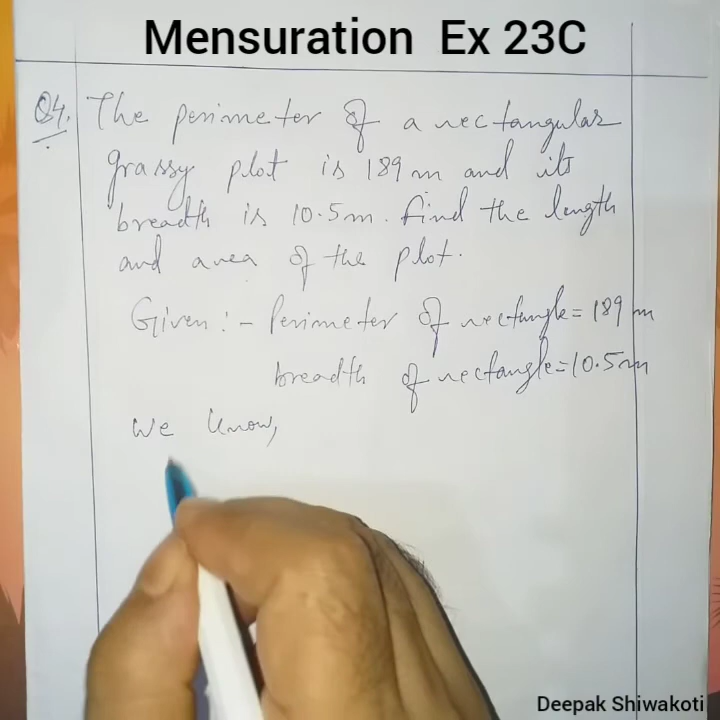 Mensuration Ex 23C
Q4. The perimeter of a rectangular
grassy plot is 189 m and its
breadth is 10.5m. Find the length
and area of the plot.
Given :- Perimeter of rectangle = 189 m
breadth of rectangle = 10.5m
We know,
Deepak Shiwakoti